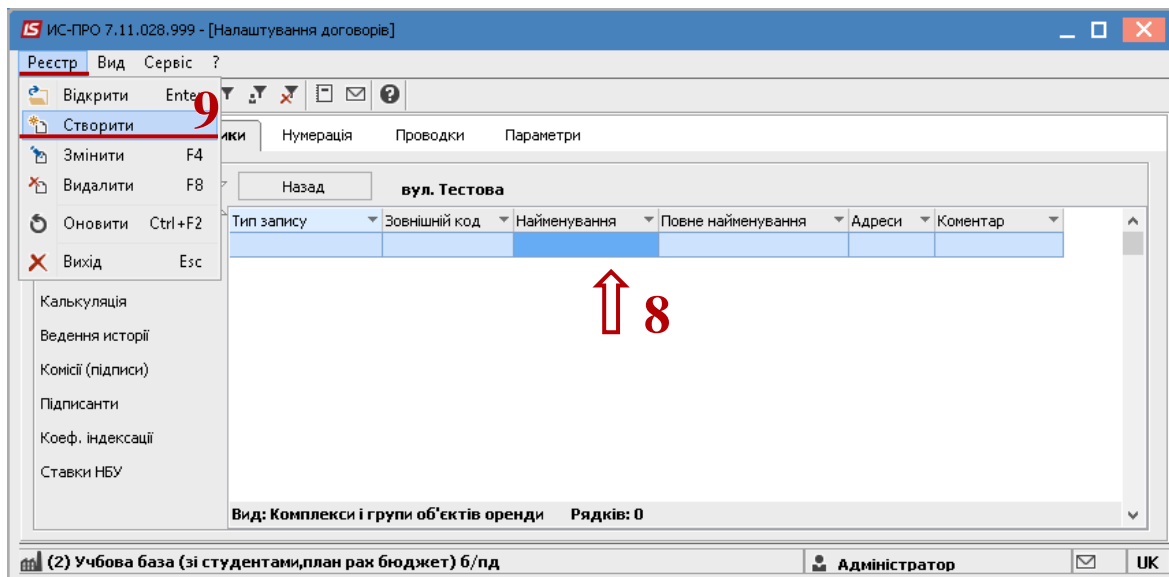 ИС-ПРО 7.11.028.999 - [Налаштування договорів]
Реєстр Вид Сервіс ?
Відкрити Enter
Створити 9
Змінити F4
Видалити F8
Оновити Ctrl+F2
Вихід Esc
ики Нумерація Проводки Параметри
Назад вул. Тестова
Тип запису Зовнішній код Найменування Повне найменування Адреси Коментар
8
Калькуляція
Ведення історії
Комісії (підписи)
Підписанти
Коеф. індексації
Ставки НБУ
Вид: Комплекси і групи об'єктів оренди Рядків: 0
(2) Учбова база (зі студентами,план рах бюджет) б/пд Адміністратор UK